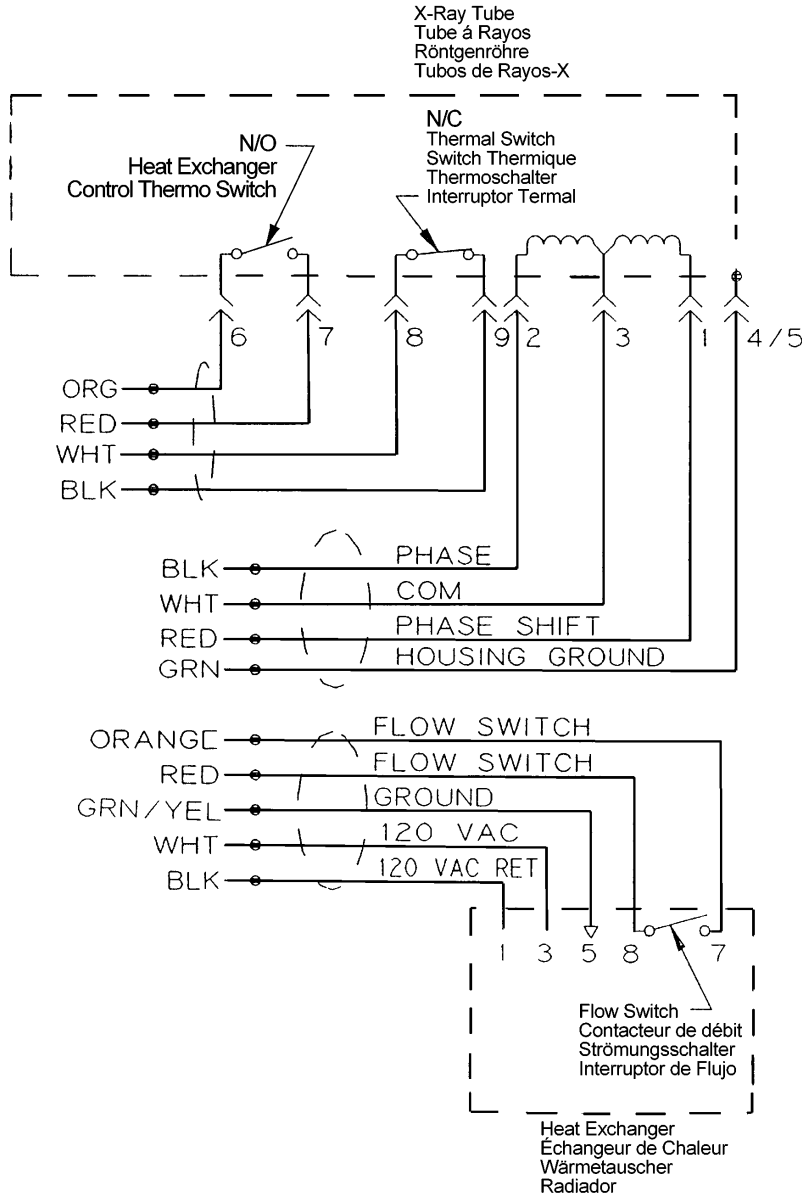 X-Ray Tube
Tube á Rayos
Röntgenröhre
Tubos de Rayos-X
N/O
Heat Exchanger
Control Thermo Switch
N/C
Thermal Switch
Switch Thermique
Thermoschalter
Interruptor Termal
6 7 8 9 2 3 1 4/5
ORG
RED
WHT
BLK
BLK PHASE
WHT COM
RED PHASE SHIFT
GRN HOUSING GROUND
ORANGE FLOW SWITCH
RED FLOW SWITCH
GRN/YEL GROUND
WHT 120 VAC
BLK 120 VAC RET
1 3 5 8 7
Flow Switch
Contacteur de débit
Strömungsschalter
Interruptor de Flujo
Heat Exchanger
Échangeur de Chaleur
Wärmetauscher
Radiador